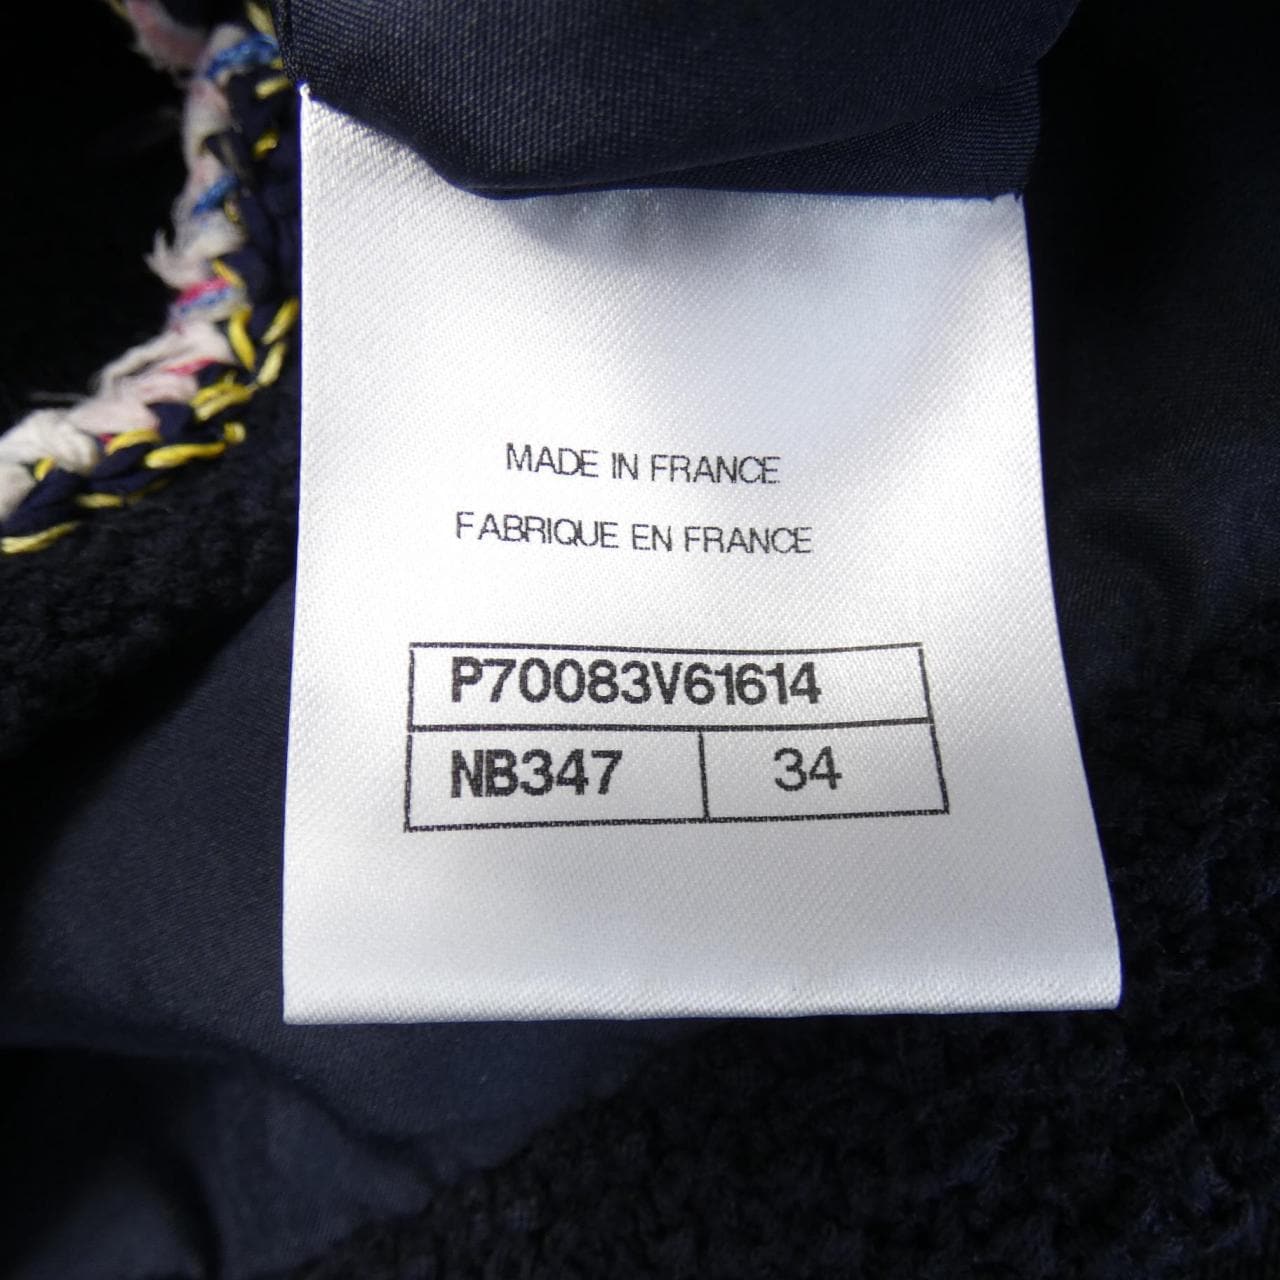 MADE IN FRANCE
FABRIQUE EN FRANCE
P70083V61614
NB347 34